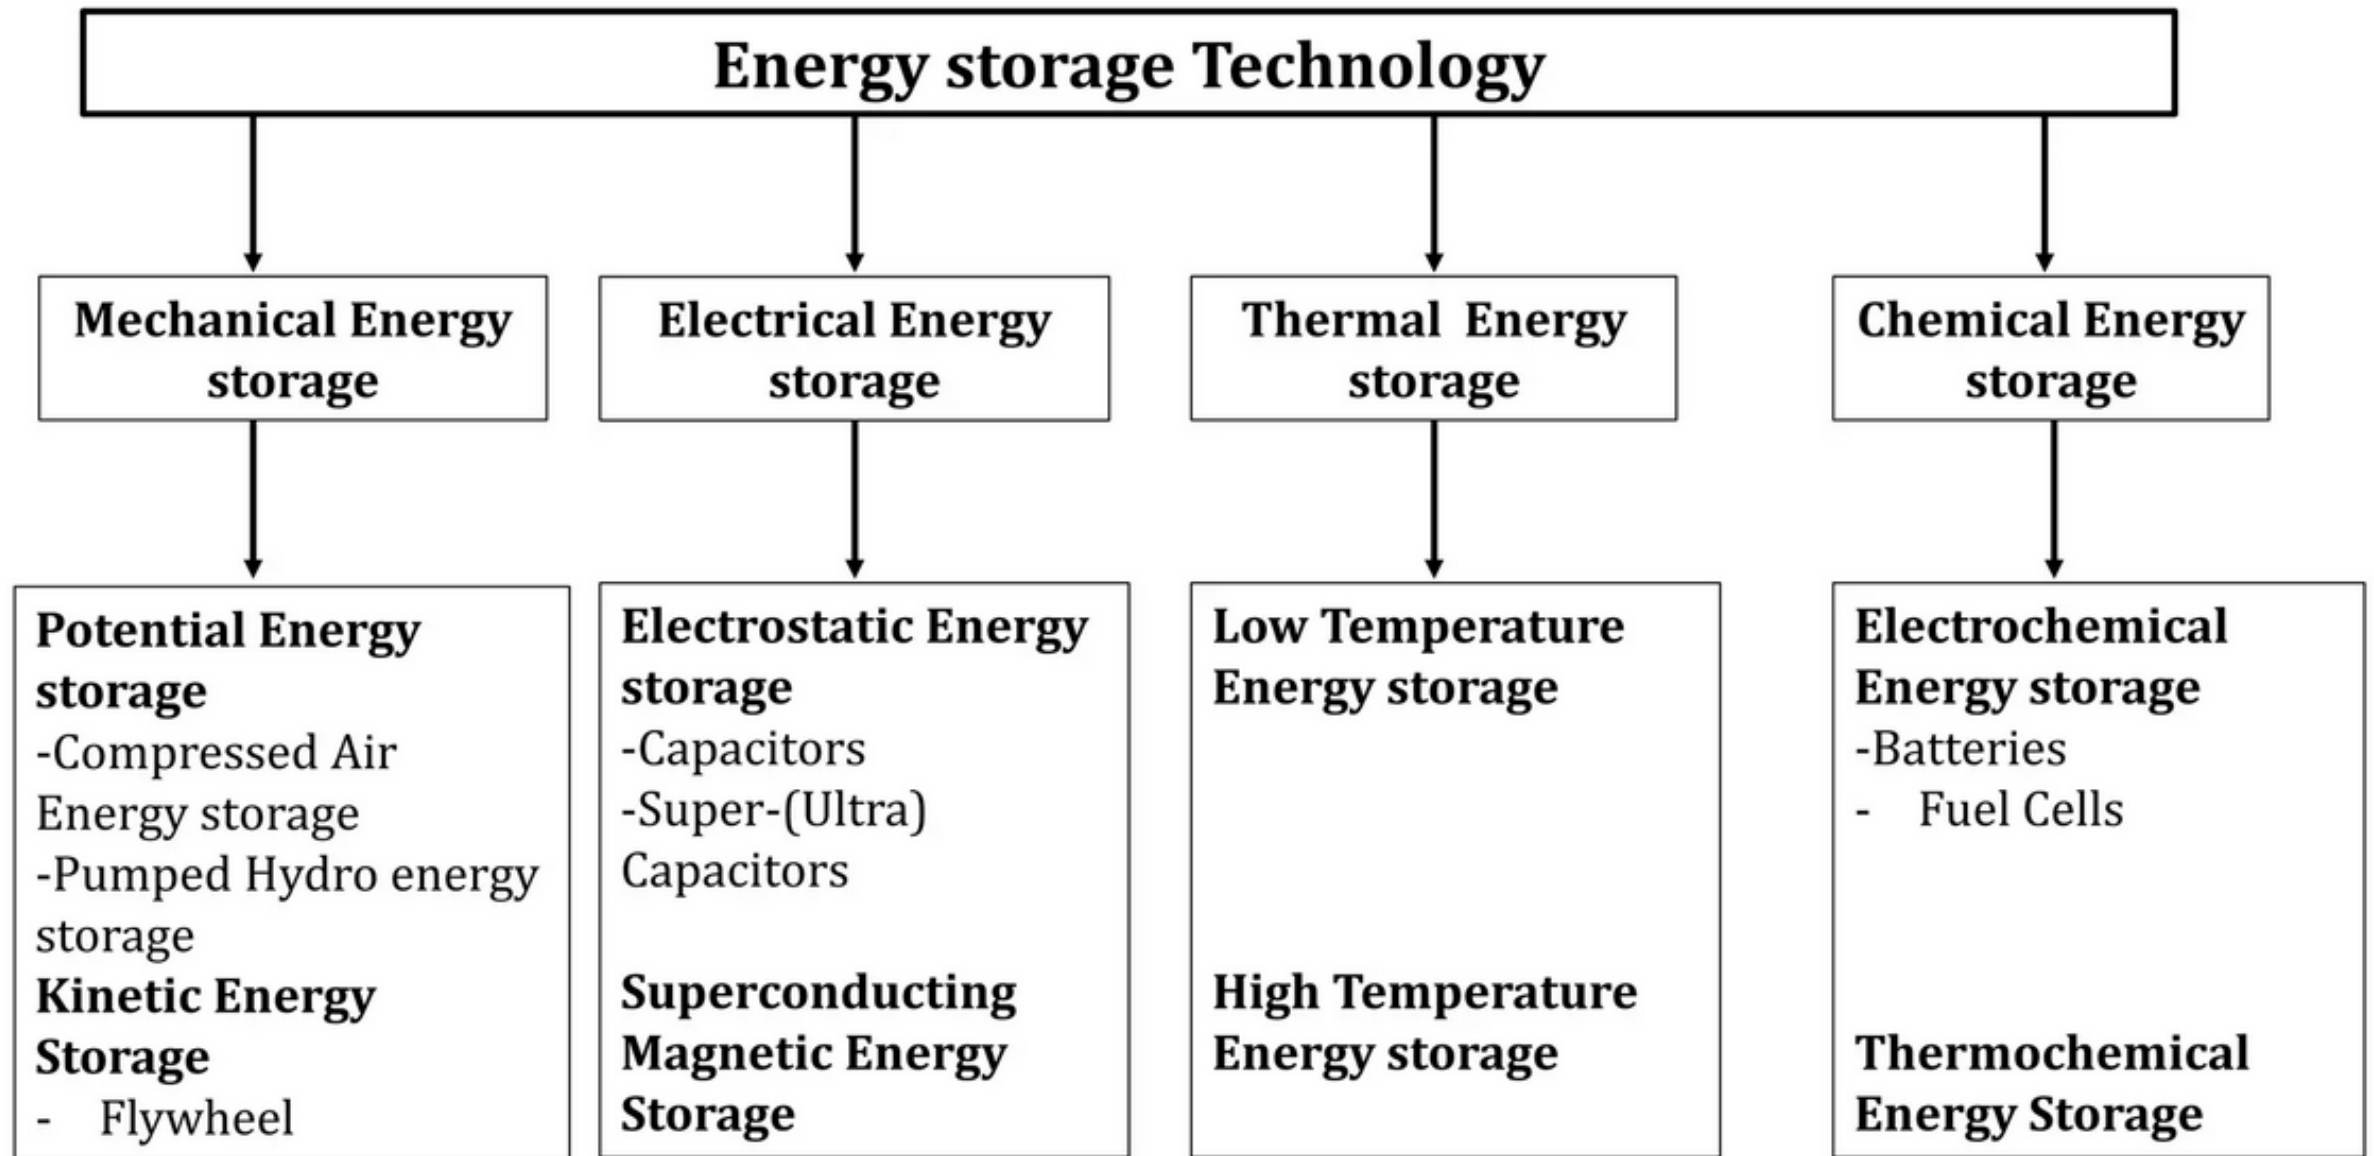 Energy storage Technology
Mechanical Energy
storage
Electrical Energy
storage
Thermal Energy
storage
Chemical Energy
storage
Potential Energy
storage
-Compressed Air
Energy storage
-Pumped Hydro energy
storage
Kinetic Energy
Storage
- Flywheel
Electrostatic Energy
storage
-Capacitors
-Super-(Ultra)
Capacitors
Superconducting
Magnetic Energy
Storage
Low Temperature
Energy storage
High Temperature
Energy storage
Electrochemical
Energy storage
-Batteries
- Fuel Cells
Thermochemical
Energy Storage